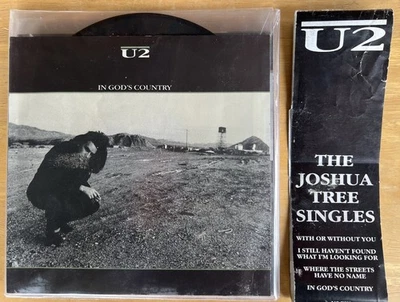 U2
IN GOD'S COUNTRY
U2
THE
JOSHUA
TREE
SINGLES
WITH OR WITHOUT YOU
I STILL HAVEN'T FOUND
WHAT I'M LOOKING FOR
WHERE THE STREETS
HAVE NO NAME
IN GOD'S COUNTRY